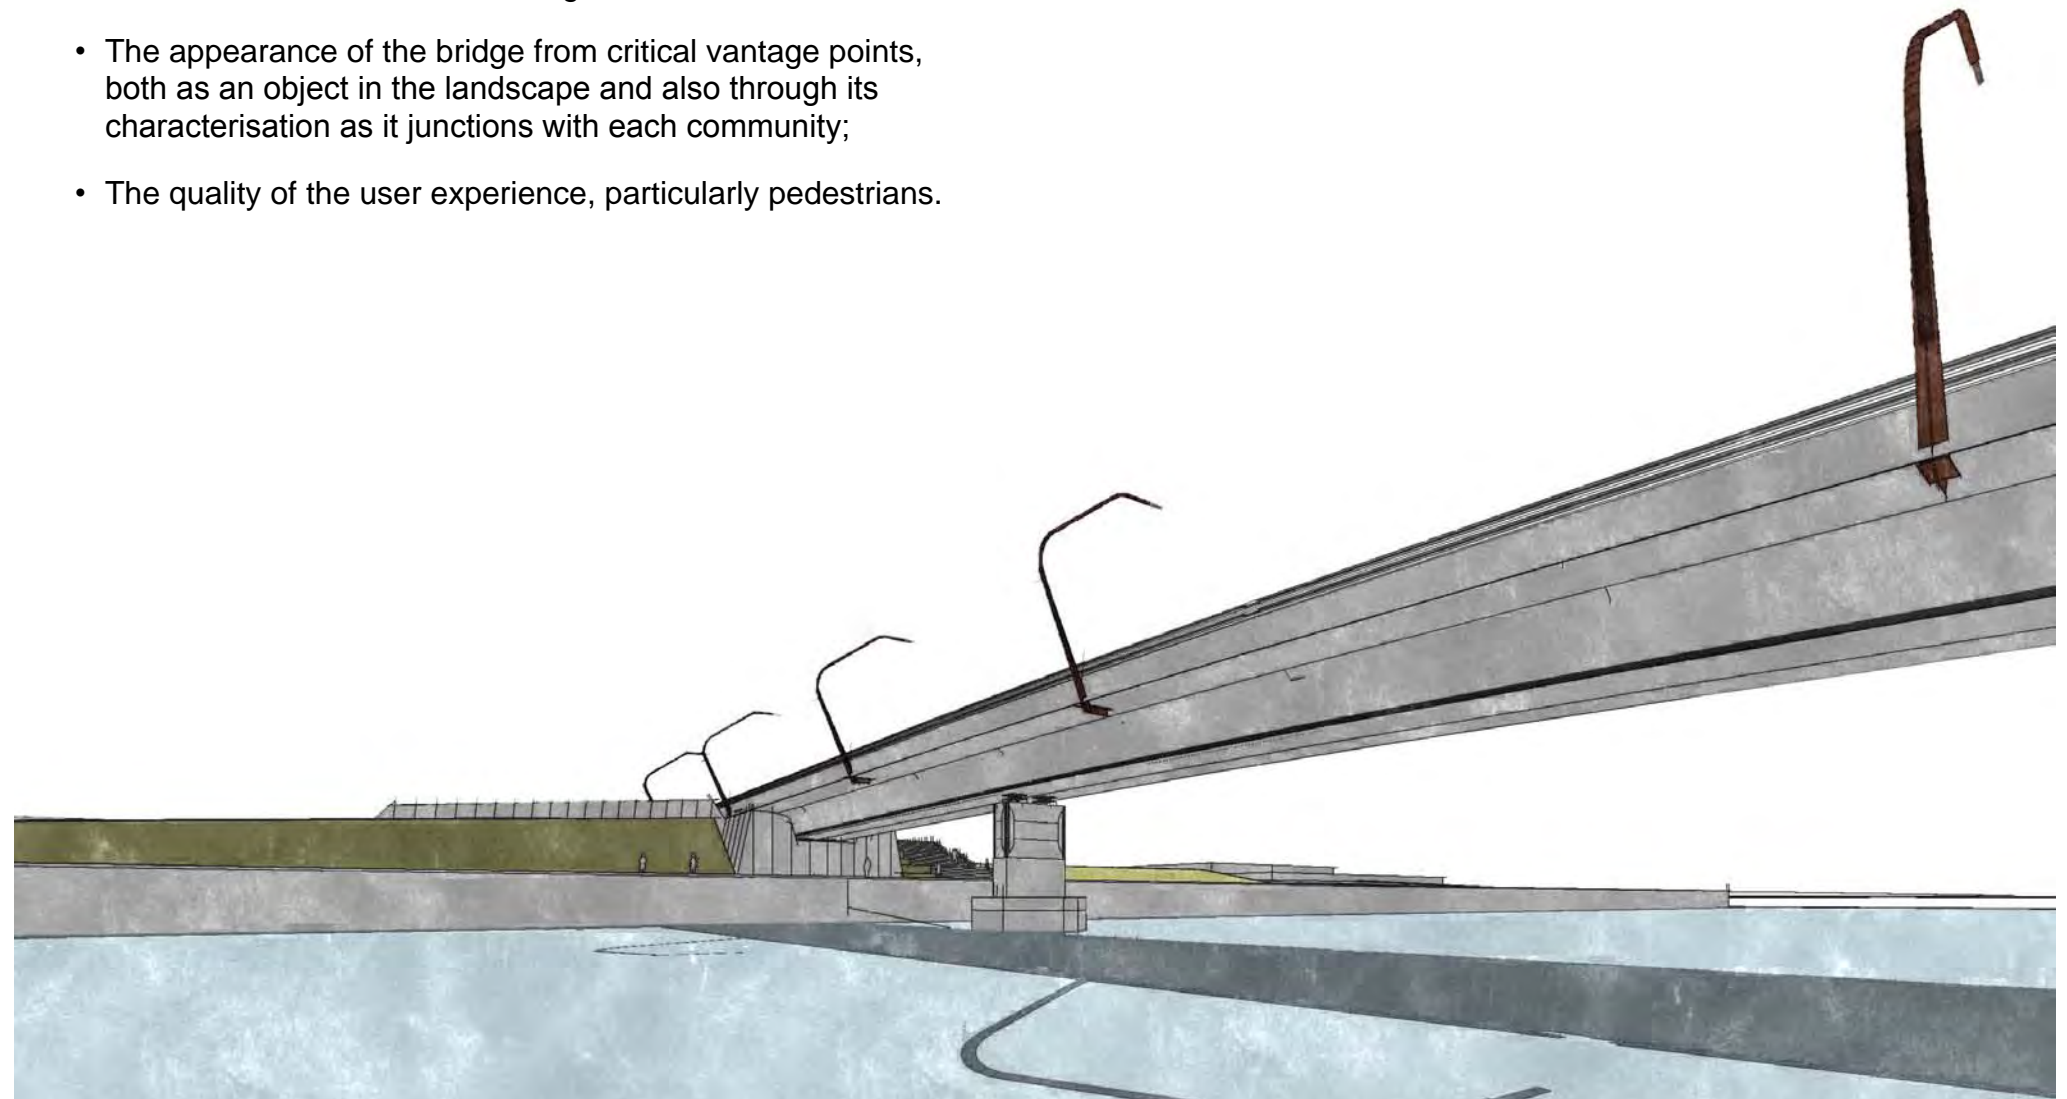 • The appearance of the bridge from critical vantage points,
both as an object in the landscape and also through its
characterisation as it junctions with each community;
• The quality of the user experience, particularly pedestrians.